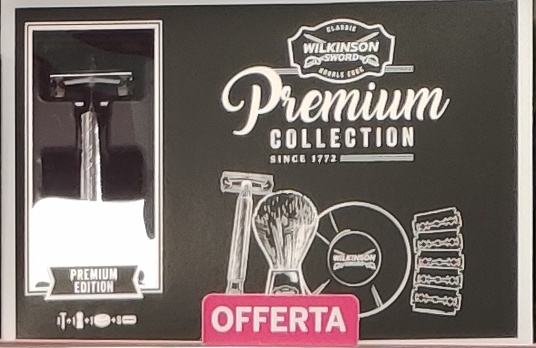 CLASSIC
WILKINSON
SWORD
DOUBLE EDGE
Premium
COLLECTION
SINCE 1772
WILKINSON
PREMIUM
EDITION
OFFERTA